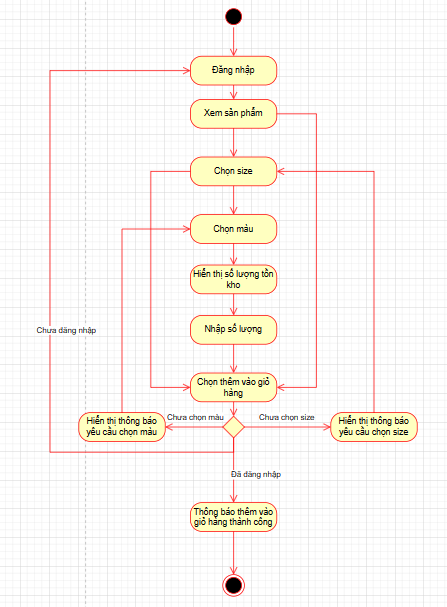 Đăng nhập
Xem sản phẩm
Chọn size
Chọn màu
Hiển thị số lượng tồn
kho
Nhập số lượng
Chưa đăng nhập
Chọn thêm vào giỏ
hàng
Chưa chọn màu
Chưa chọn size
Hiển thị thông báo
yêu cầu chọn màu
Hiển thị thông báo
yêu cầu chọn size
Đã đăng nhập
Thông báo thêm vào
giỏ hàng thành công